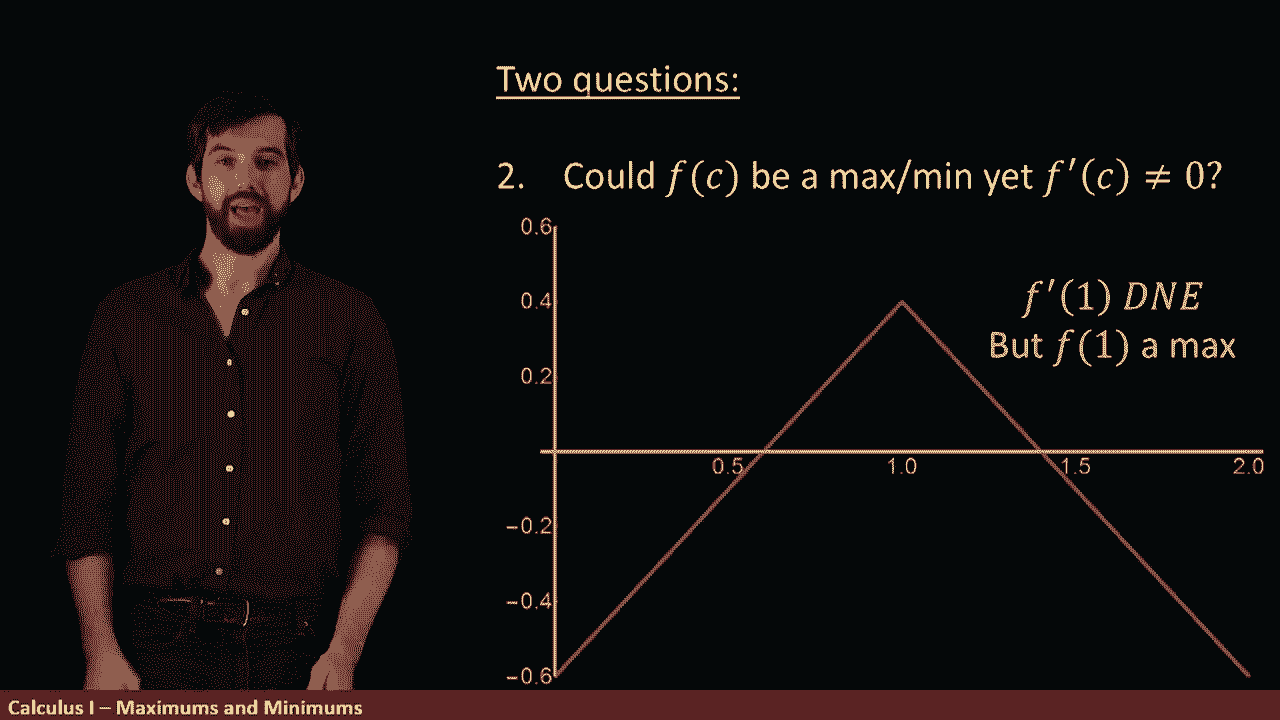 Two questions:
2. Could f(c) be a max/min yet f′(c) ≠ 0?
0.6
0.4
f′(1) DNE
But f(1) a max
0.2
0.5 1.0 1.5 2.0
−0.2
−0.4
−0.6
Calculus I – Maximums and Minimums